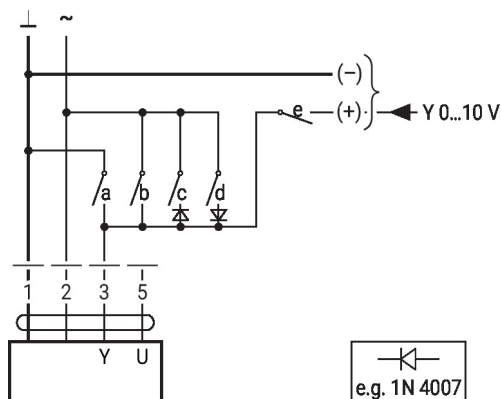 ⊥ ~
(–)
e (+) Y 0...10 V
a b c d
1 2 3 5
Y U
e.g. 1N 4007